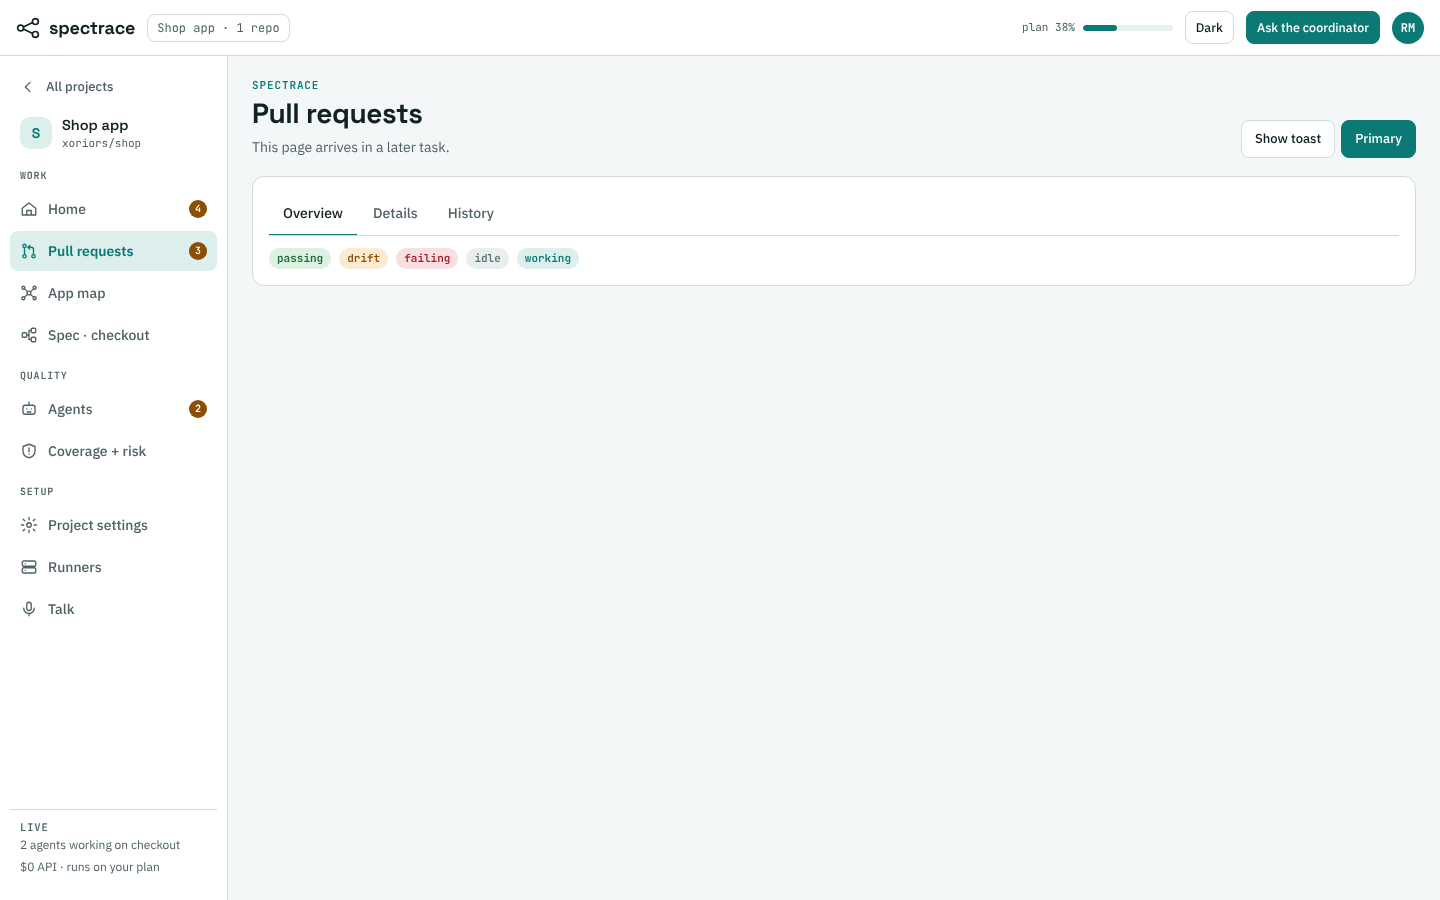 spectrace
Shop app · 1 repo
plan 38%
Dark
Ask the coordinator
RM
All projects
S
Shop app
xoriors/shop
WORK
Home
4
Pull requests
3
App map
Spec · checkout
QUALITY
Agents
2
Coverage + risk
SETUP
Project settings
Runners
Talk
LIVE
2 agents working on checkout
$0 API · runs on your plan
SPECTRACE
Pull requests
This page arrives in a later task.
Show toast
Primary
Overview
Details
History
passing
drift
failing
idle
working